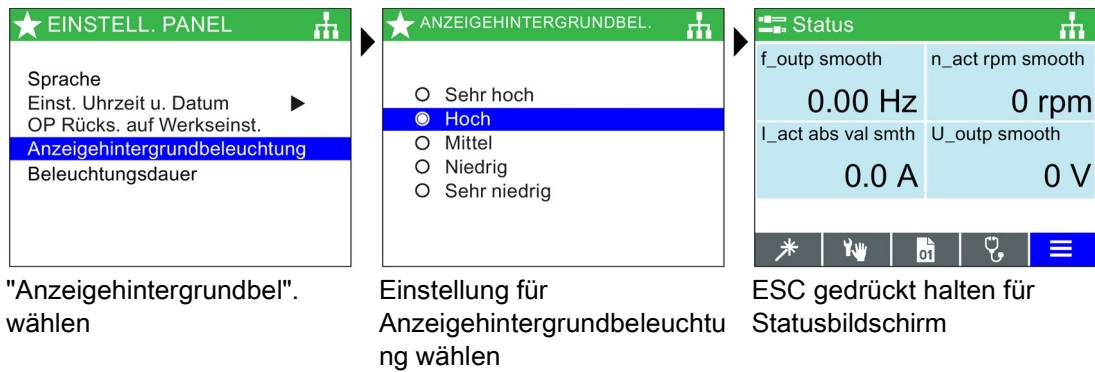 EINSTELL. PANEL
Sprache
Einst. Uhrzeit u. Datum
OP Rücks. auf Werkseinst.
Anzeigehintergrundbeleuchtung
Beleuchtungsdauer
"Anzeigehintergrundbel".
wählen
ANZEIGEHINTERGRUNDBEL.
Sehr hoch
Hoch
Mittel
Niedrig
Sehr niedrig
Einstellung für
Anzeigehintergrundbeleuchtu
ng wählen
Status
f_outp smooth
0.00 Hz
n_act rpm smooth
0 rpm
I_act abs val smth
0.0 A
U_outp smooth
0 V
01
ESC gedrückt halten für
Statusbildschirm